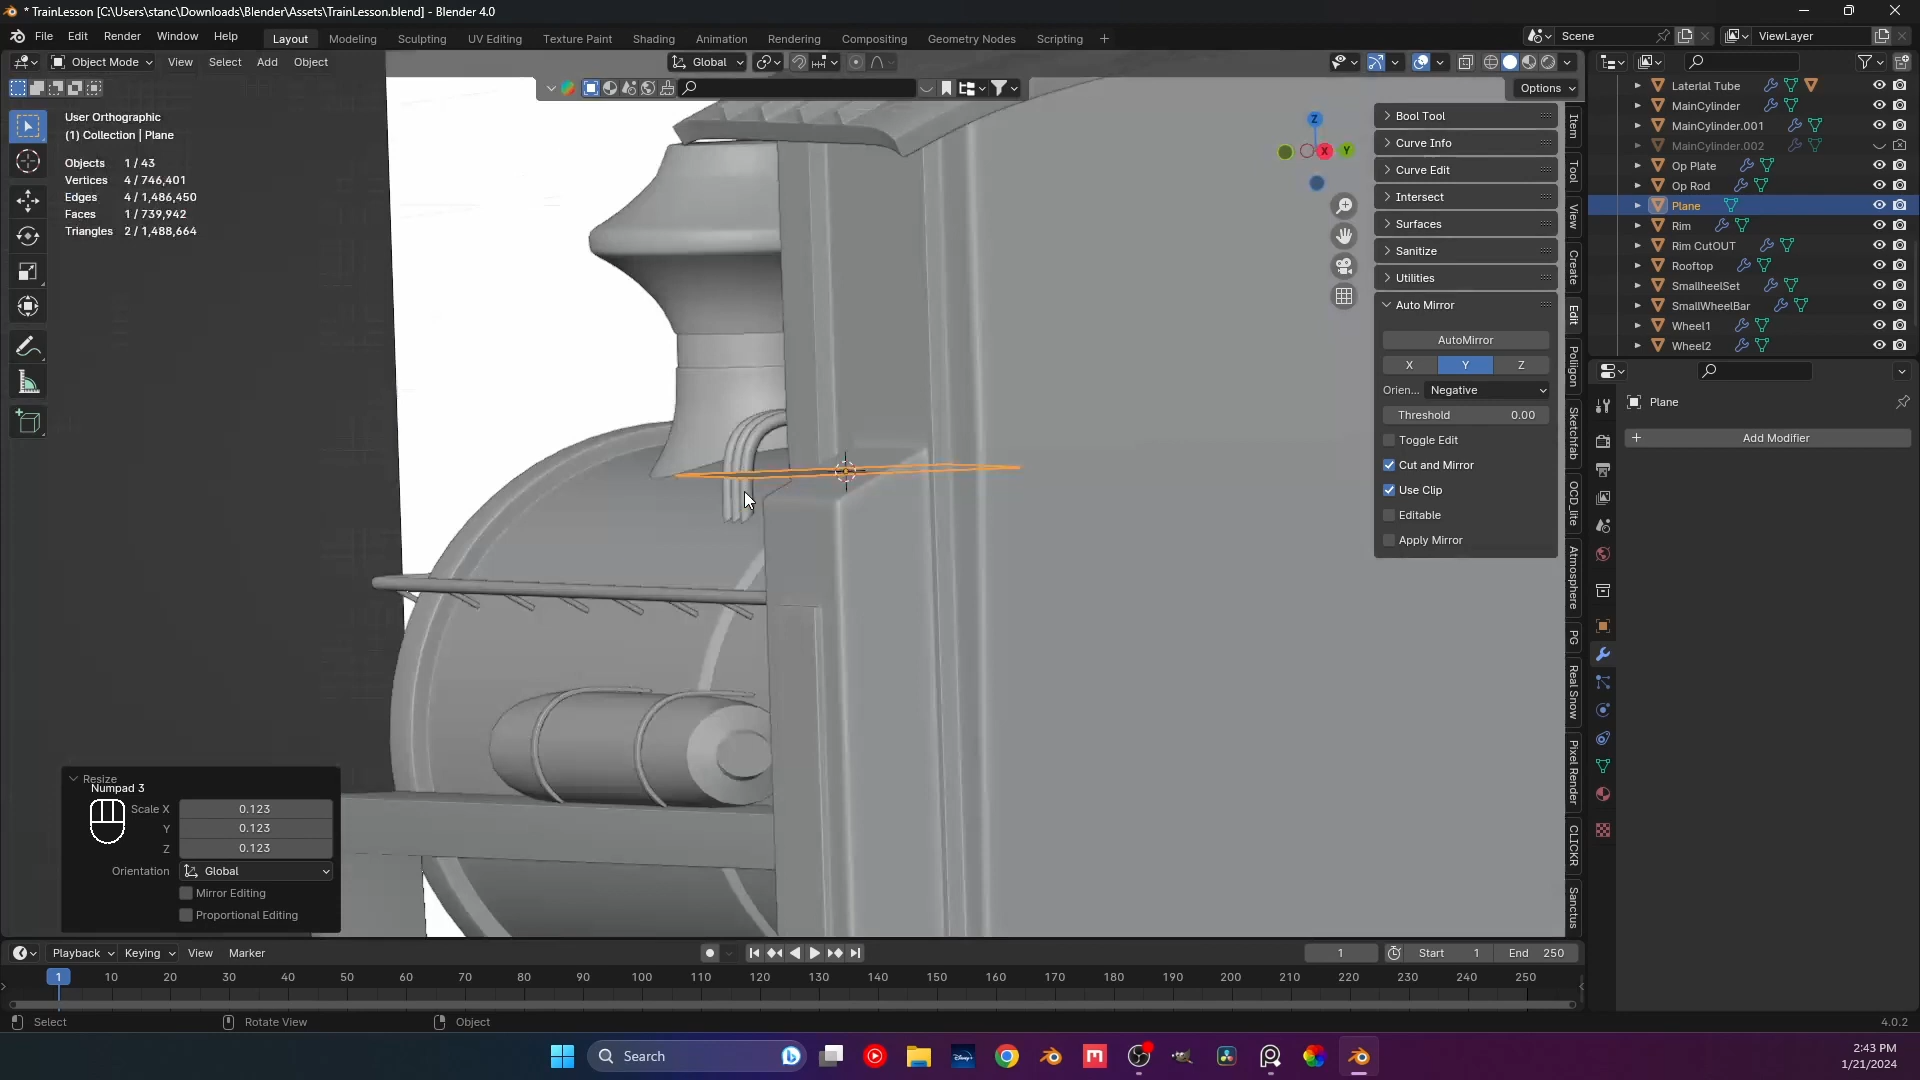 * TrainLesson [C:\Users\stanc\Downloads\Blender\Assets\TrainLesson.blend] - Blender 4.0
File Edit Render Window Help
Layout Modeling Sculpting UV Editing Texture Paint Shading Animation Rendering Compositing Geometry Nodes Scripting +
Scene
ViewLayer
Object Mode View Select Add Object
Global
Options
User Orthographic
(1) Collection | Plane
Objects 1 / 43
Vertices 4 / 746,401
Edges 4 / 1,486,450
Faces 1 / 739,942
Triangles 2 / 1,488,664
Z
X
Y
Bool Tool
Curve Info
Curve Edit
Intersect
Surfaces
Sanitize
Utilities
Auto Mirror
AutoMirror
X Y Z
Orien... Negative
Threshold 0.00
Toggle Edit
Cut and Mirror
Use Clip
Editable
Apply Mirror
Item
Tool
View
Create
Edit
Polligon
Sketchfab
OCD_lite
Atmosphere
PG
Real Snow
Pixel Render
CLICKR
Sanctus
Laterlal Tube
MainCylinder
MainCylinder.001
MainCylinder.002
Op Plate
Op Rod
Plane
Rim
Rim CutOUT
Rooftop
SmallheelSet
SmallWheelBar
Wheel1
Wheel2
Plane
+ Add Modifier
Resize
Numpad 3
Scale X 0.123
Y 0.123
Z 0.123
Orientation Global
Mirror Editing
Proportional Editing
Playback Keying View Marker
1
Start 1 End 250
1 10 20 30 40 50 60 70 80 90 100 110 120 130 140 150 160 170 180 190 200 210 220 230 240 250
Select Rotate View Object
4.0.2
Search
2:43 PM
1/21/2024